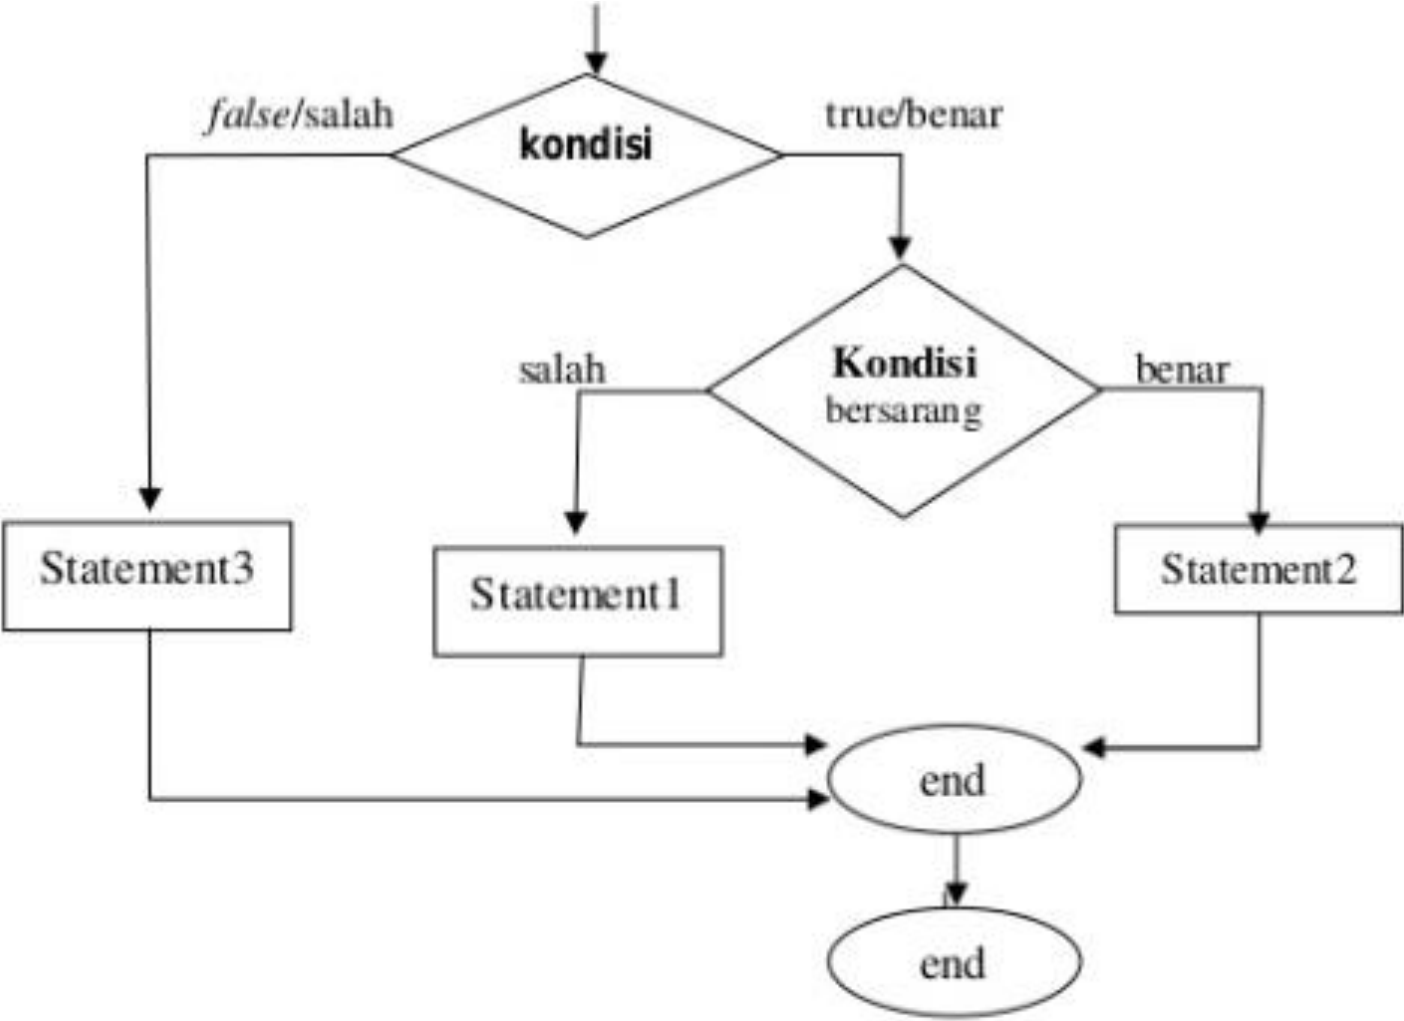 false/salah
kondisi
true/benar
salah
Kondisi
bersarang
benar
Statement3
Statement1
Statement2
end
end